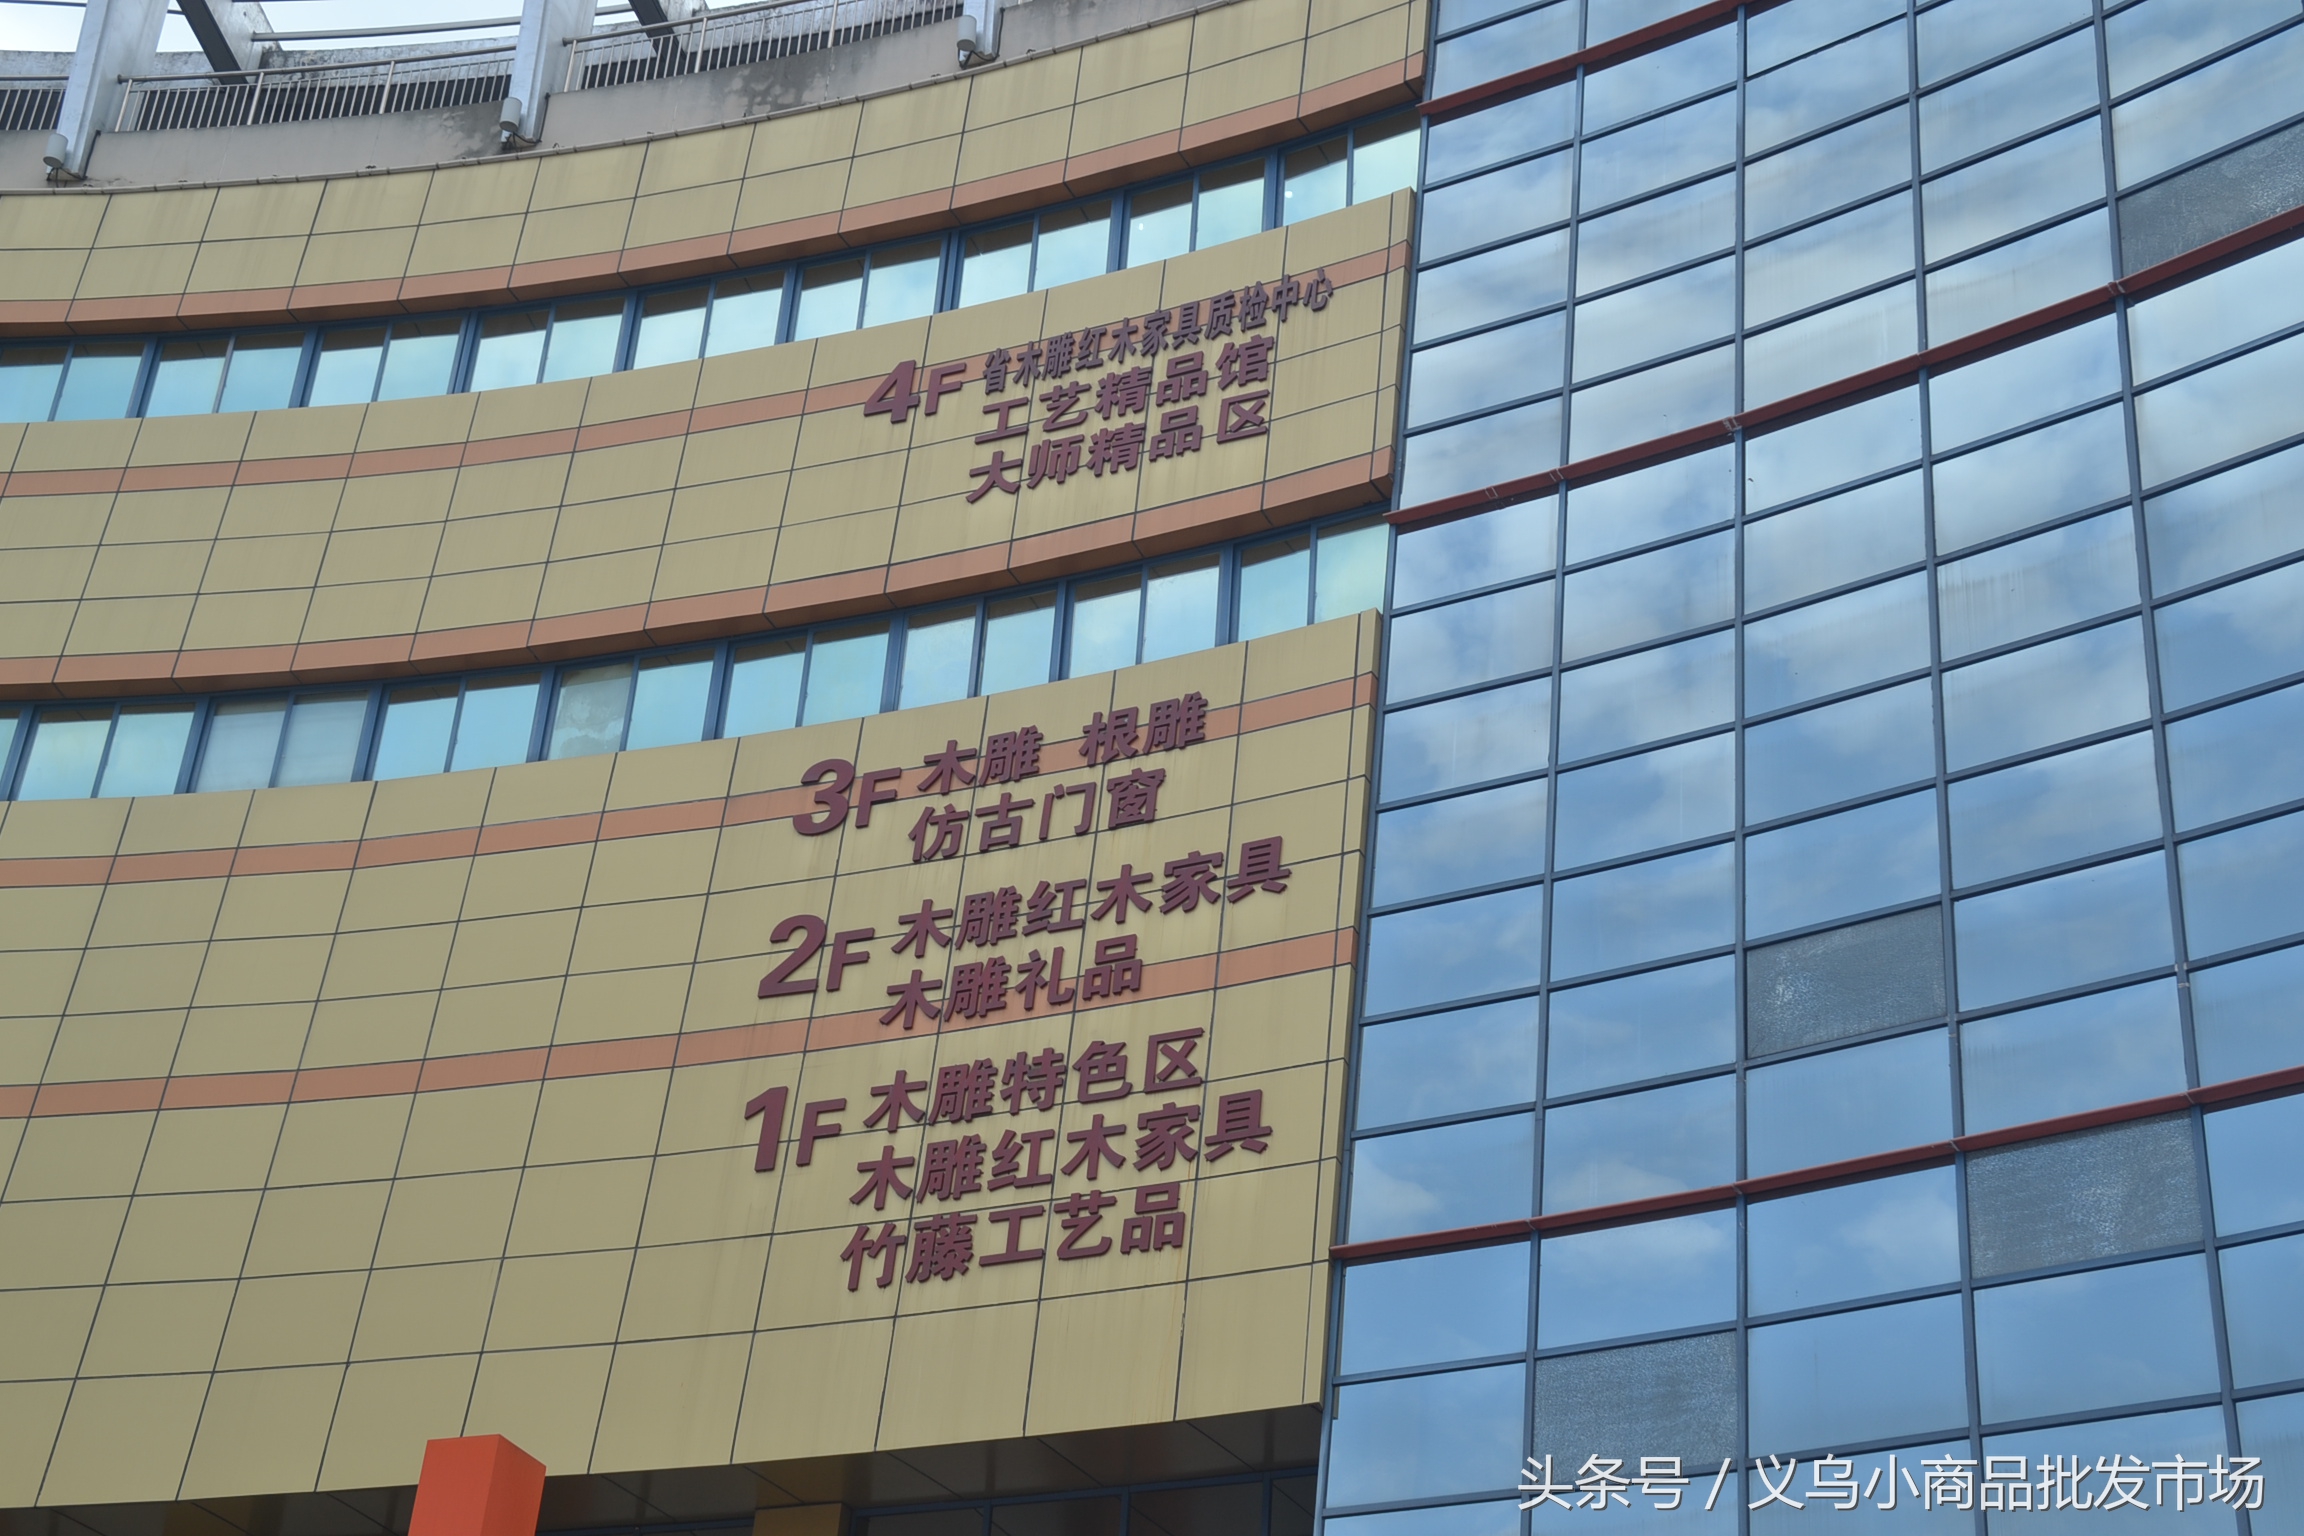 4F 省木雕红木家具质检中心
工艺精品馆
大师精品区
3F 木雕 根雕
仿古门窗
2F 木雕红木家具
木雕礼品
1F 木雕特色区
木雕红木家具
竹藤工艺品
头条号 / 义乌小商品批发市场